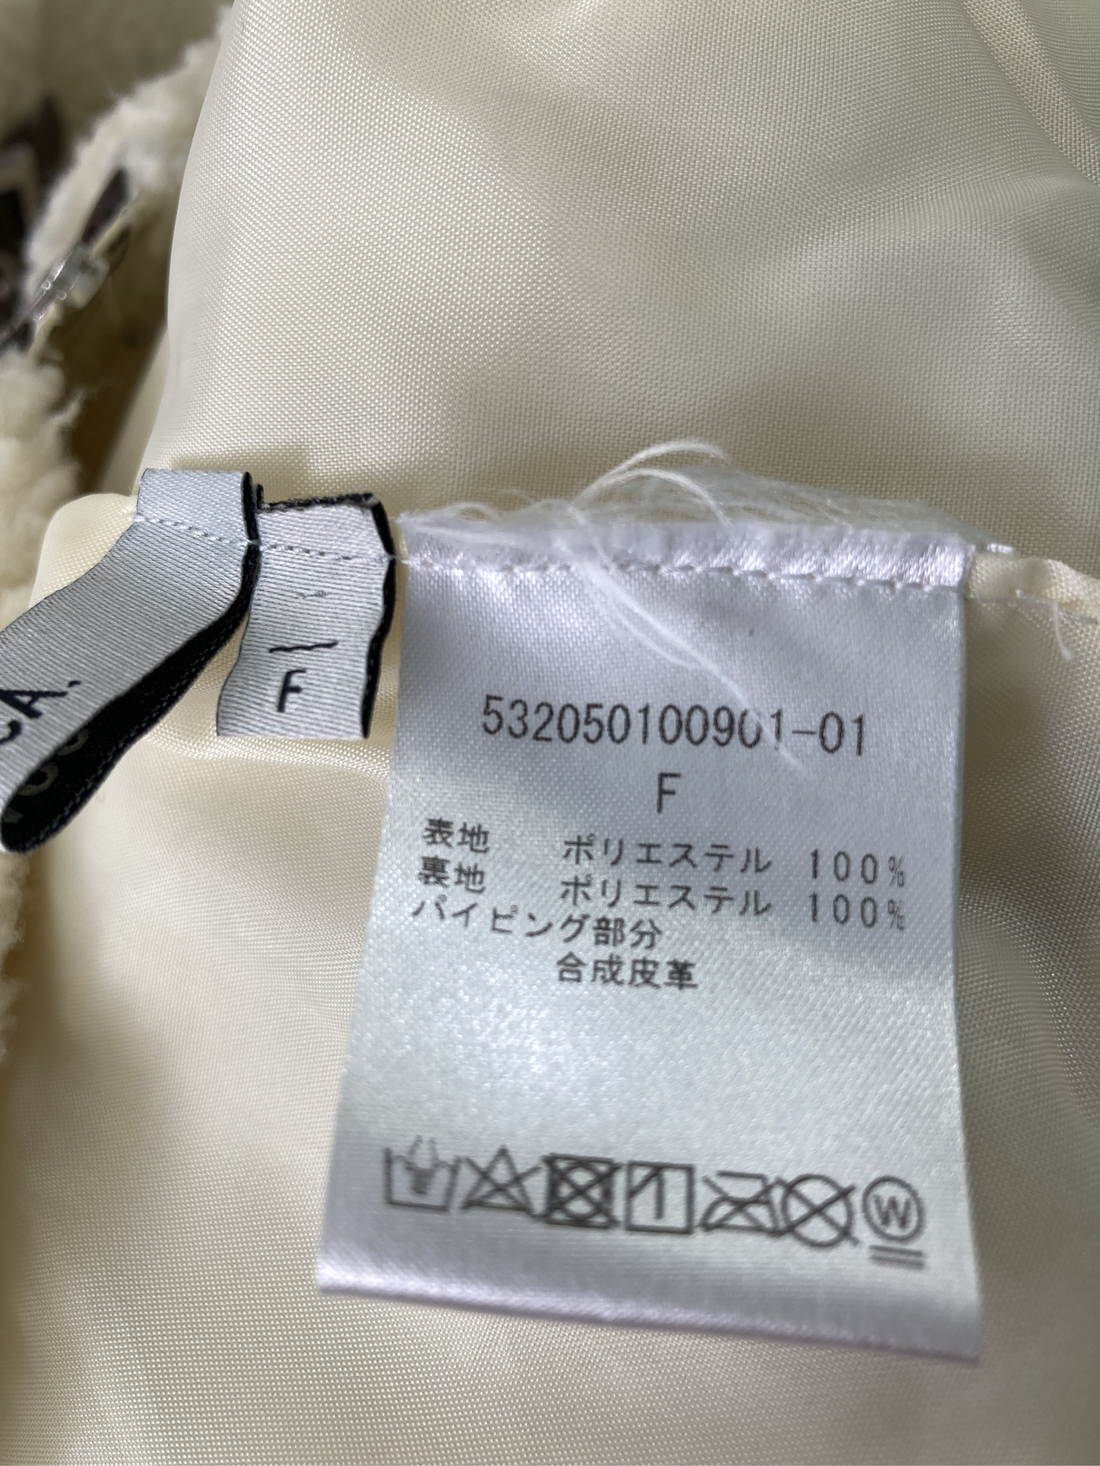 CA.
F
532050100901-01
F
表地 ポリエステル 100%
裏地 ポリエステル 100%
パイピング部分
合成皮革
W